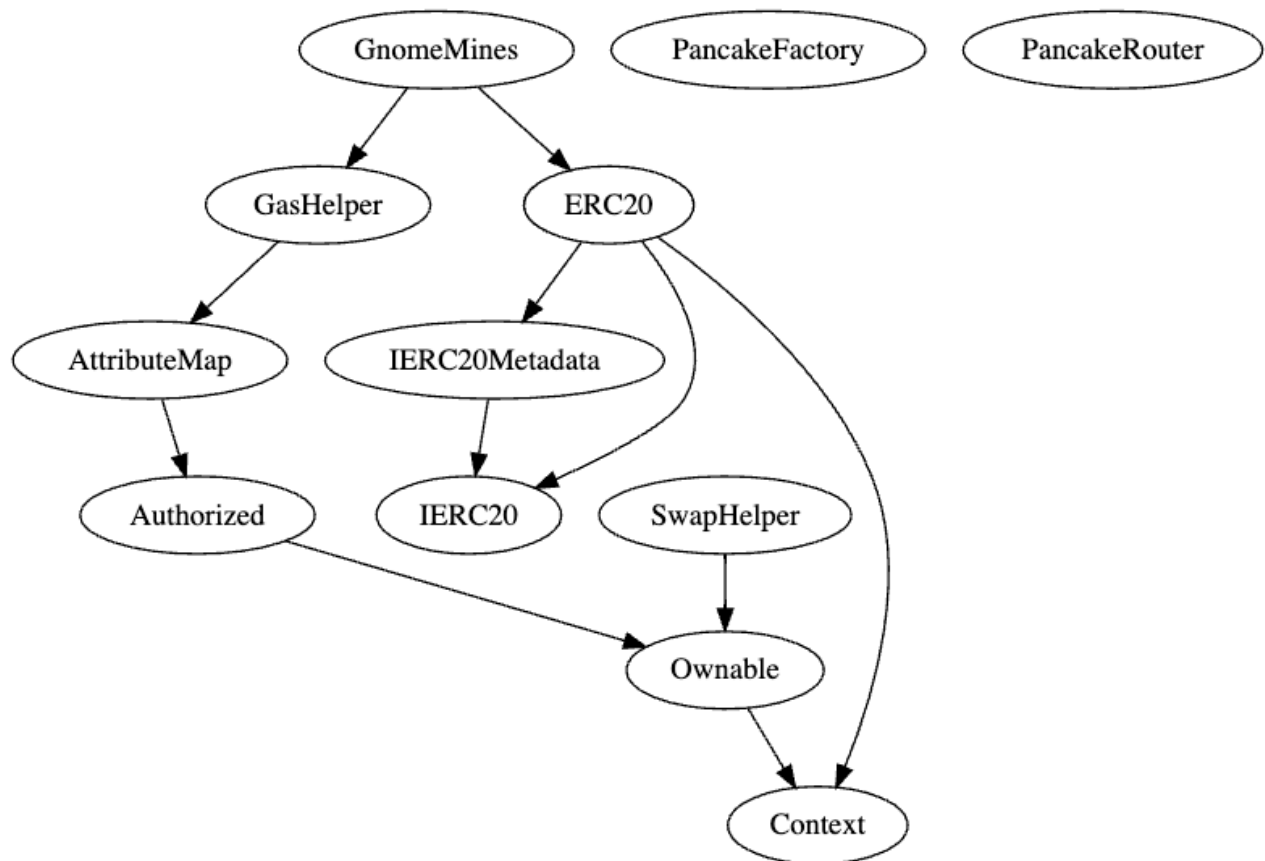 GnomeMines
PancakeFactory
PancakeRouter
GasHelper
ERC20
AttributeMap
IERC20Metadata
Authorized
IERC20
SwapHelper
Ownable
Context